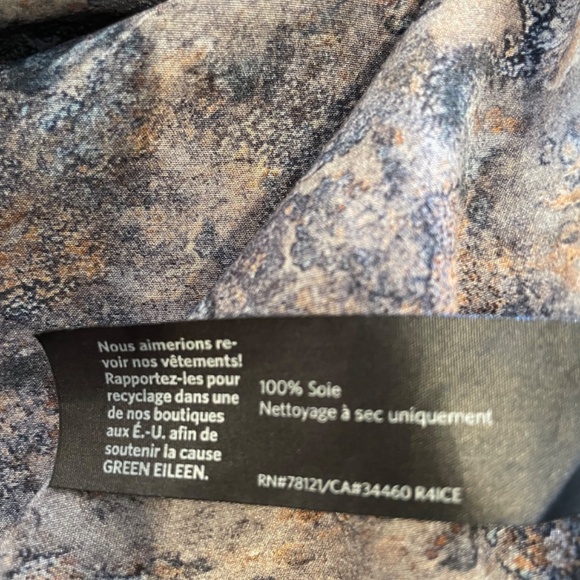 Nous aimerions re-
voir nos vêtements!
Rapportez-les pour
recyclage dans une
de nos boutiques
aux É.-U. afin de
soutenir la cause
GREEN EILEEN.
100% Soie
Nettoyage à sec uniquement
RN#78121/CA#34460 R4ICE